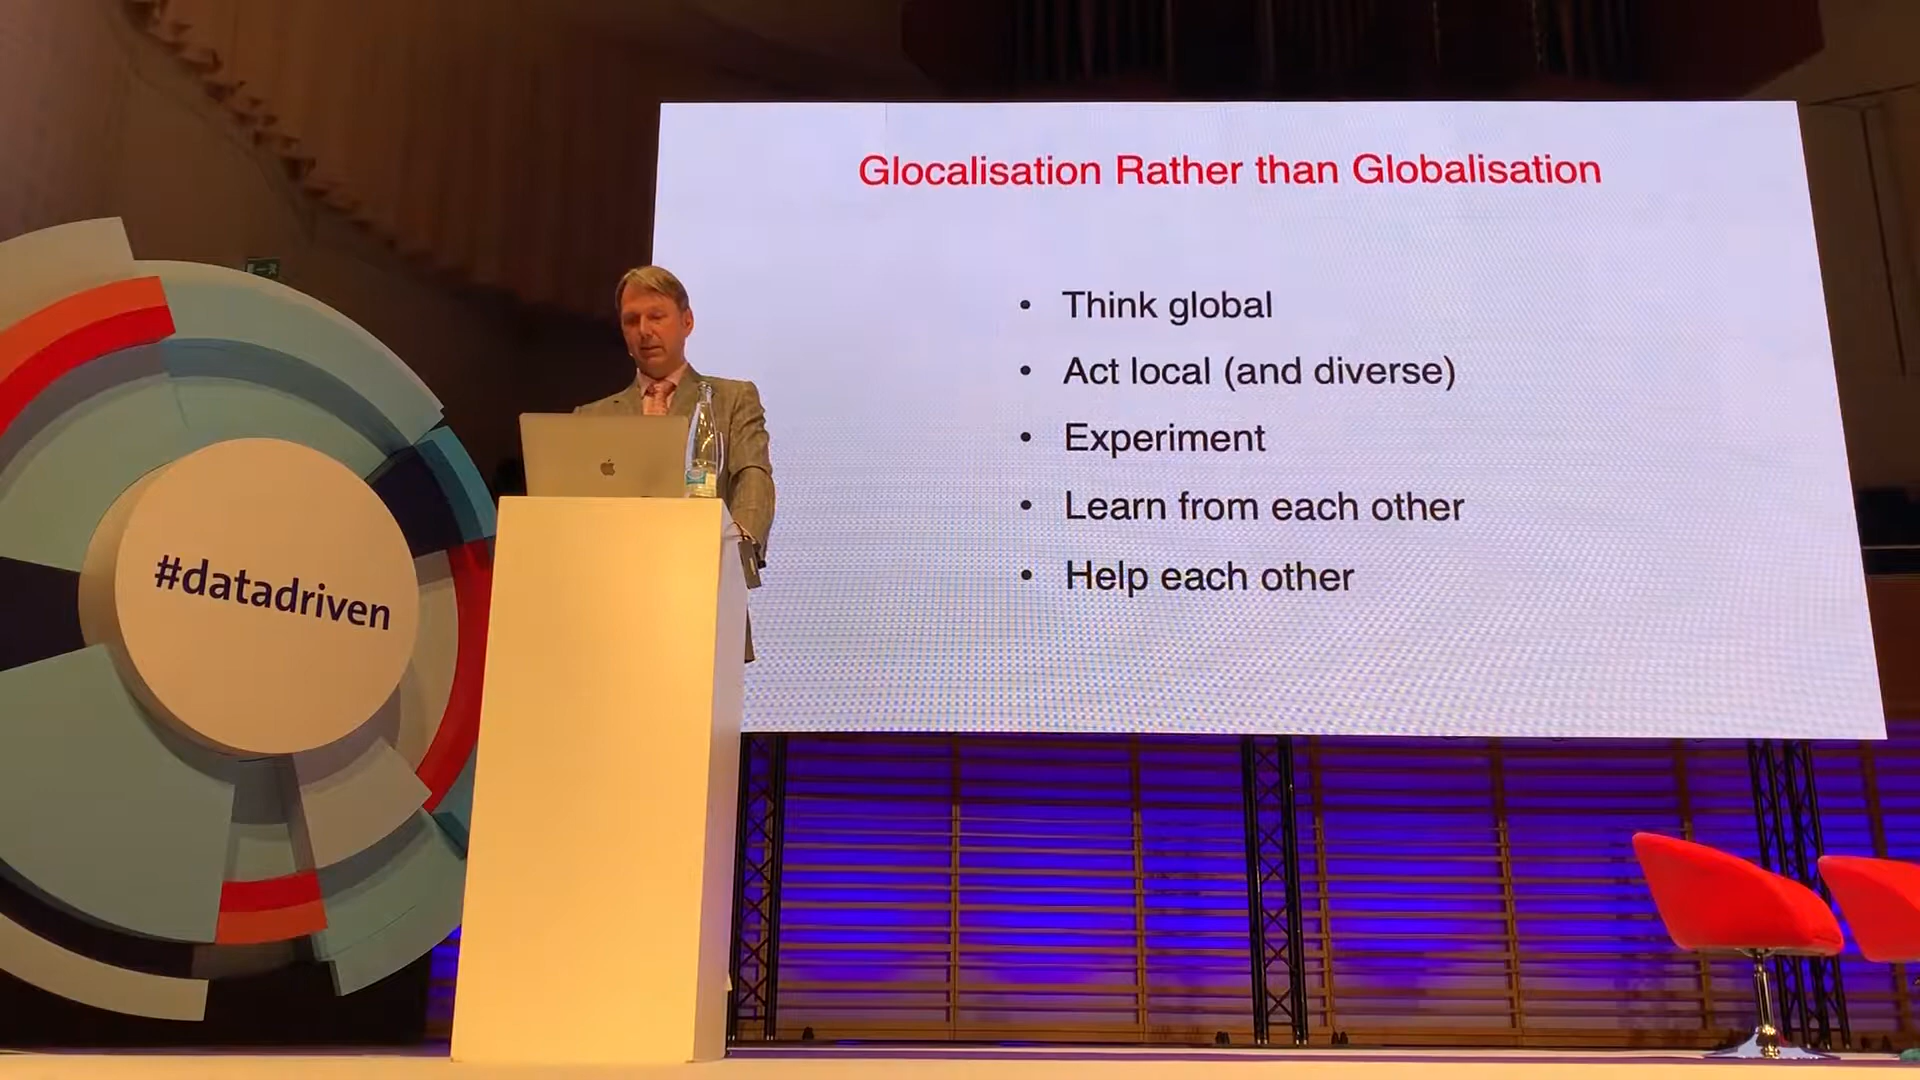 Glocalisation Rather than Globalisation
• Think global
• Act local (and diverse)
• Experiment
• Learn from each other
• Help each other
#datadriven